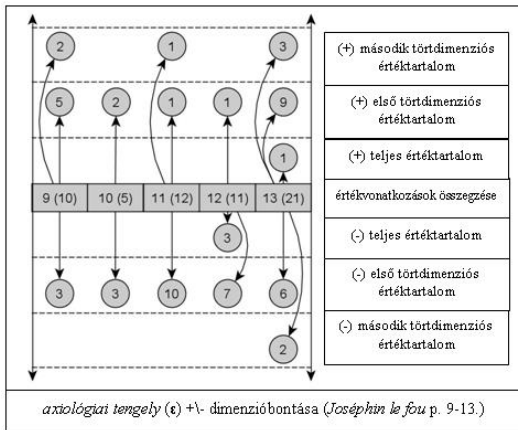 2 1 3
(+) második törtdimenziós
értéktartalom
5 2 1 1 9
(+) első törtdimenziós
értéktartalom
1
(+) teljes értéktartalom
9 (10) 10 (5) 11 (12) 12 (11) 13 (21)
értékvonatkozások összegzése
3
(-) teljes értéktartalom
3 3 10 7 6
(-) első törtdimenziós
értéktartalom
2
(-) második törtdimenziós
értéktartalom
axiológiai tengely (ε) +\- dimenzióbontása (Joséphin le fou p. 9-13.)